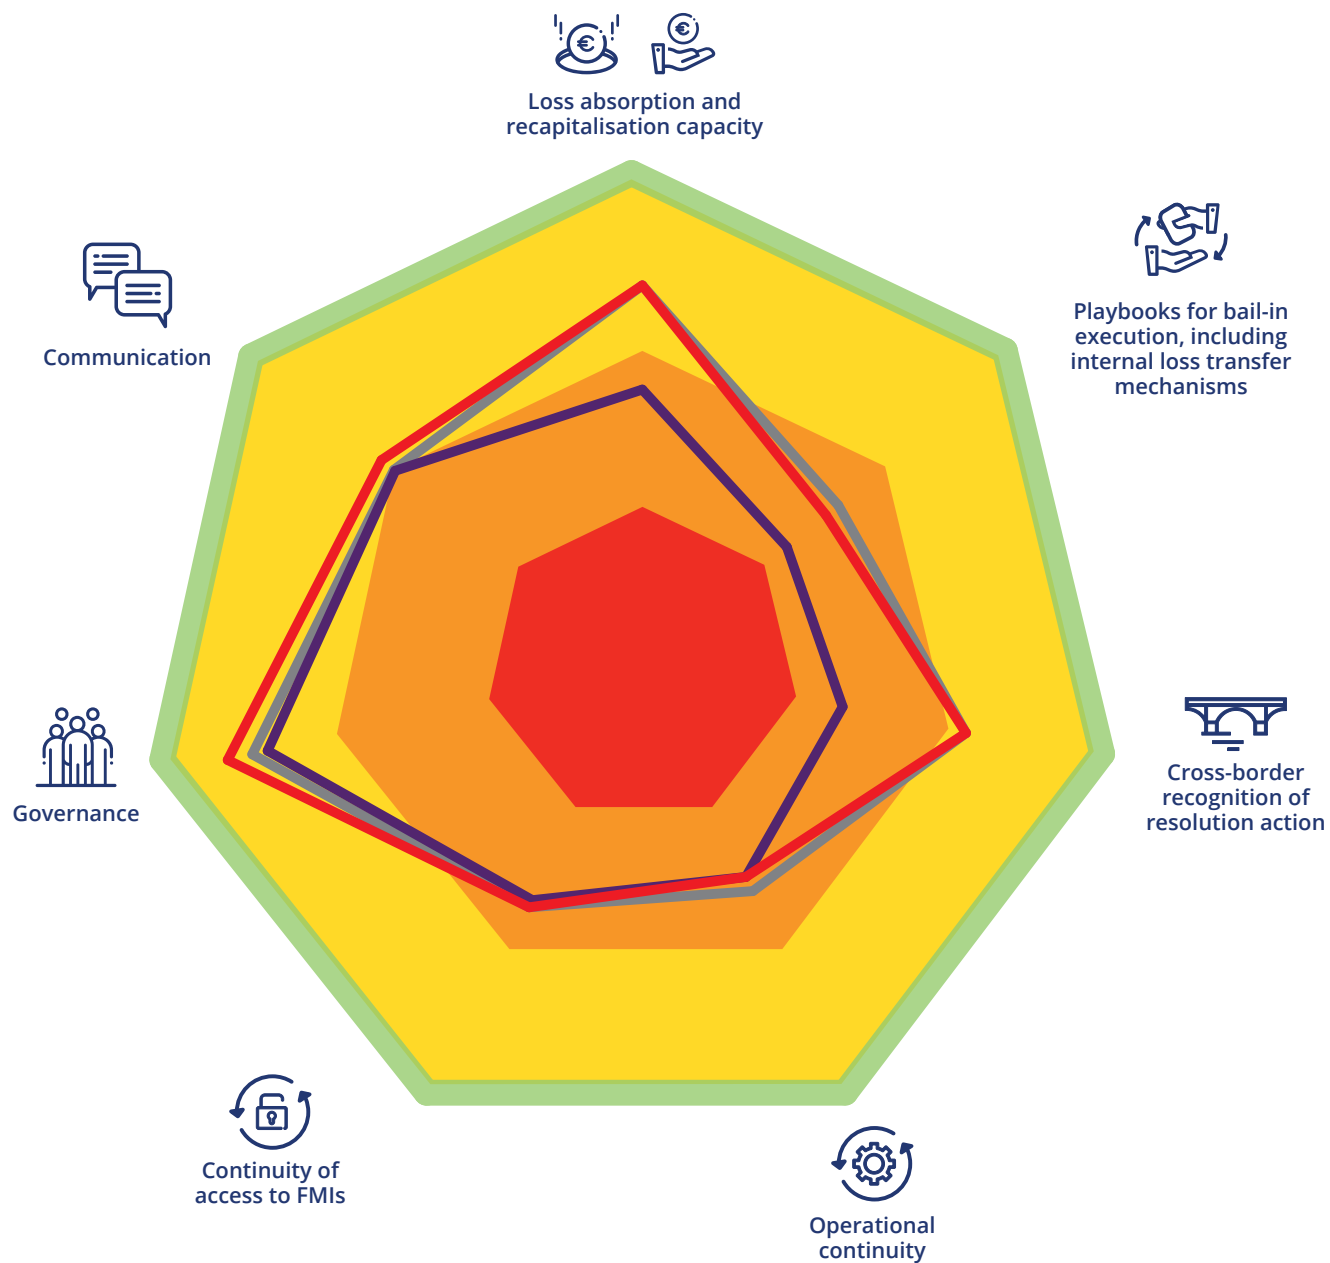 Loss absorption and
recapitalisation capacity
Playbooks for bail-in
execution, including
internal loss transfer
mechanisms
Communication
Cross-border
recognition of
resolution action
Governance
Continuity of
access to FMIs
Operational
continuity